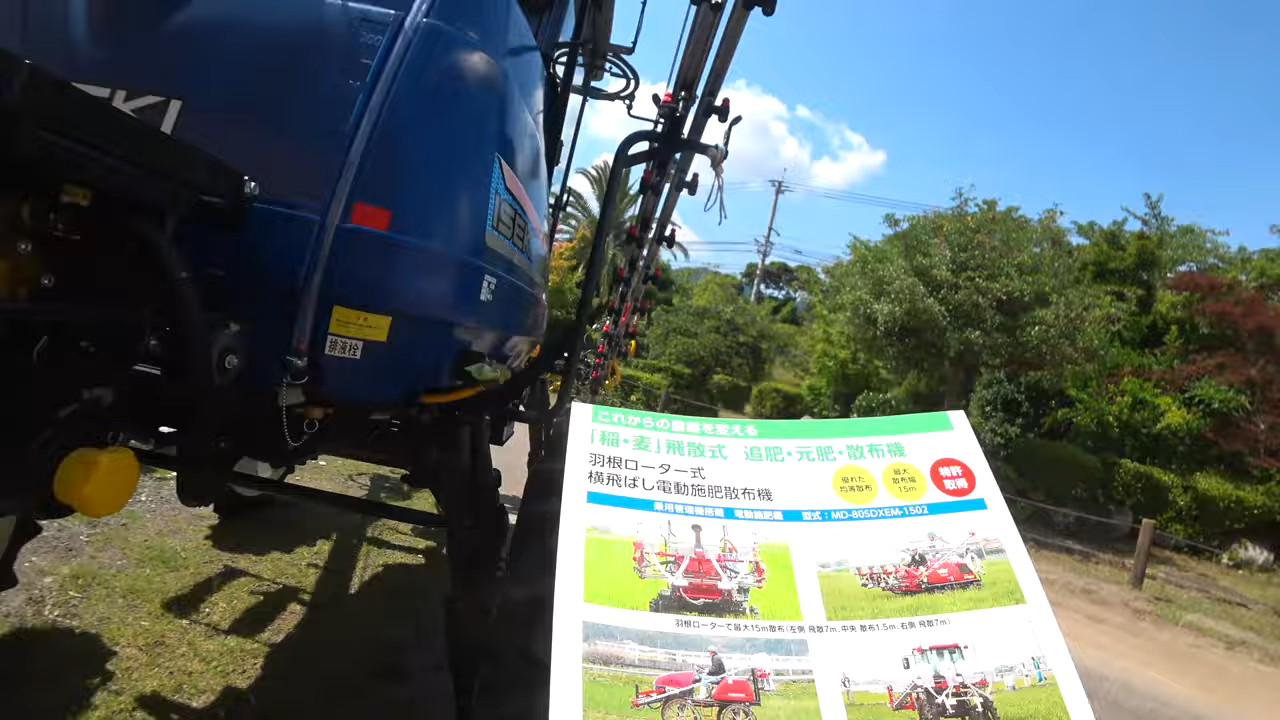 ISEKI
排液栓
これからの農業を変える
「稲・麦」飛散式 追肥・元肥・散布機
羽根ローター式
横飛ばし電動施肥散布機
優れた
均等散布
最大
散布幅
15m
特許
取得
乗用管理機搭載 電動施肥機 型式：MD-805DXEM-1502
羽根ローターで最大15m散布(左側 飛散7m、中央 散布1.5m、右側 飛散7m)